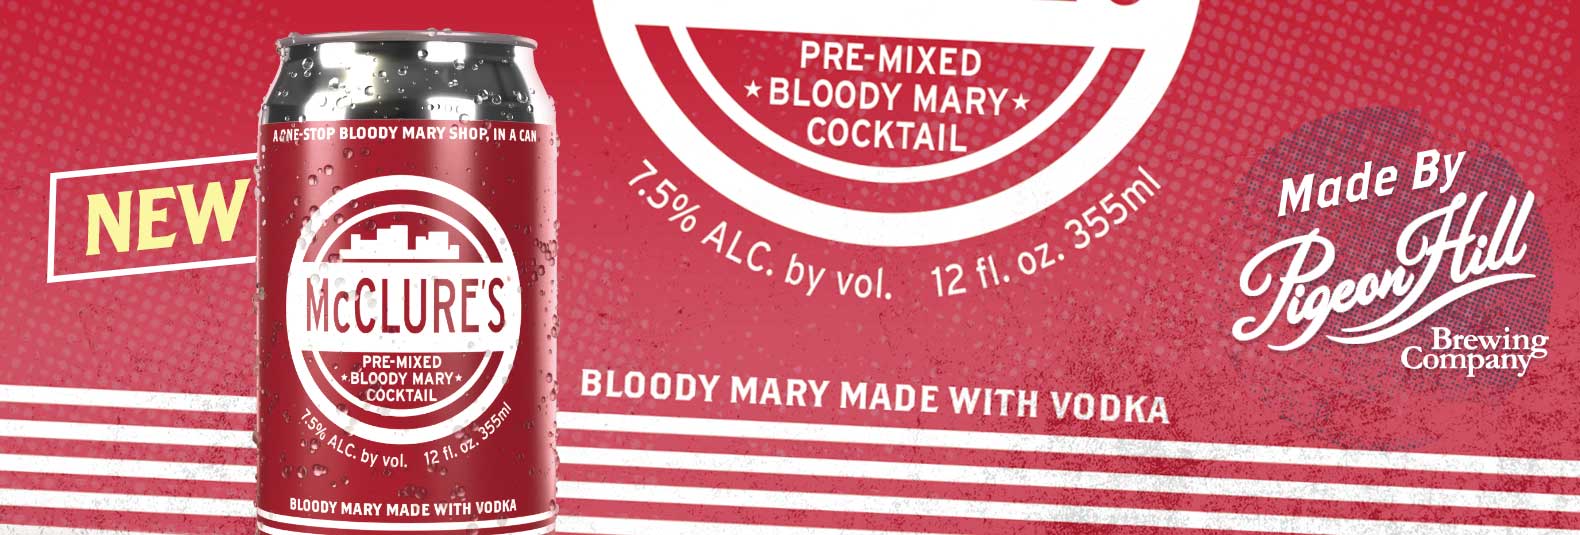 NEW
A ONE-STOP BLOODY MARY SHOP, IN A CAN
McCLURE'S
PRE-MIXED
★BLOODY MARY★
COCKTAIL
7.5% ALC. by vol. 12 fl. oz. 355ml
BLOODY MARY MADE WITH VODKA
PRE-MIXED
★BLOODY MARY★
COCKTAIL
7.5% ALC. by vol. 12 fl. oz. 355ml
BLOODY MARY MADE WITH VODKA
Made By
Pigeon Hill
Brewing
Company